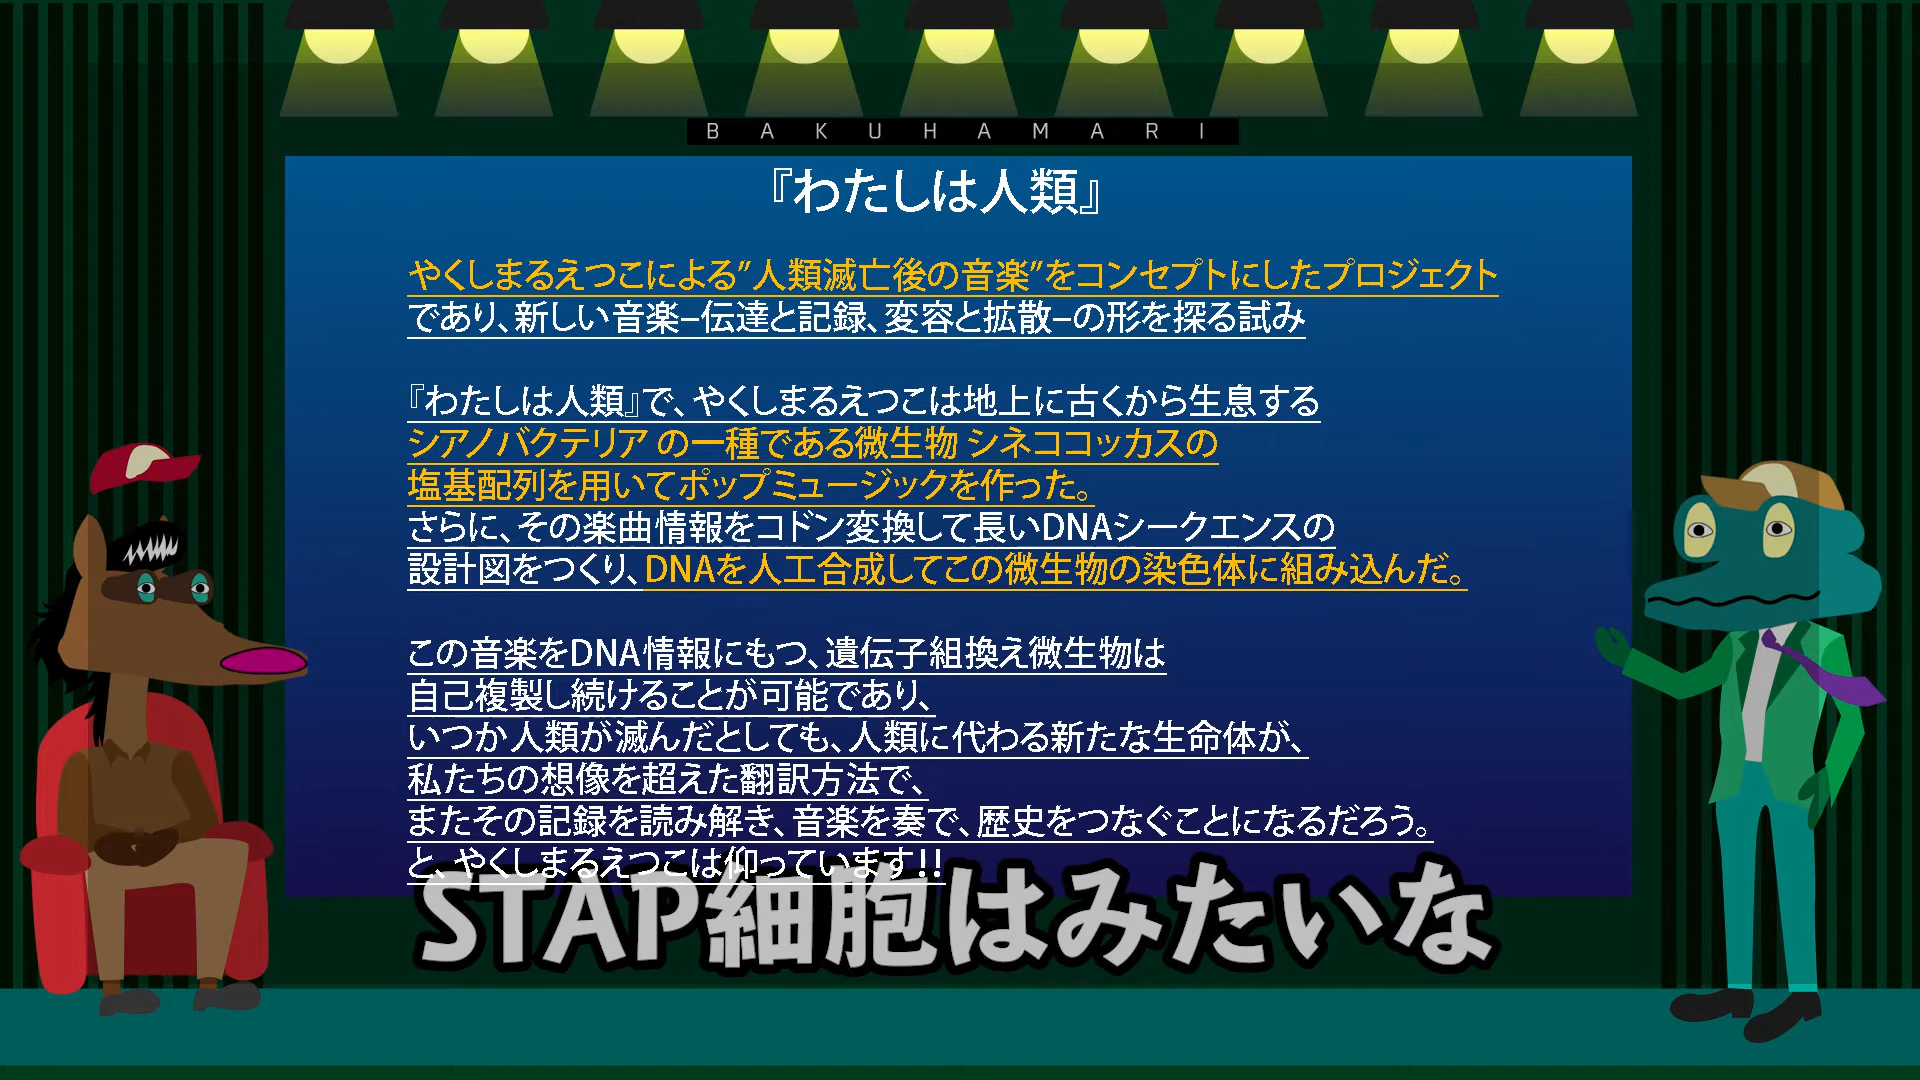 BAKUHAMARI
『わたしは人類』
やくしまるえつこによる”人類滅亡後の音楽”をコンセプトにしたプロジェクト
であり、新しい音楽–伝達と記録、変容と拡散–の形を探る試み
『わたしは人類』で、やくしまるえつこは地上に古くから生息する
シアノバクテリア の一種である微生物 シネココッカスの
塩基配列を用いてポップミュージックを作った。
さらに、その楽曲情報をコドン変換して長いDNAシークエンスの
設計図をつくり、DNAを人工合成してこの微生物の染色体に組み込んだ。
この音楽をDNA情報にもつ、遺伝子組換え微生物は
自己複製し続けることが可能であり、
いつか人類が滅んだとしても、人類に代わる新たな生命体が、
私たちの想像を超えた翻訳方法で、
またその記録を読み解き、音楽を奏で、歴史をつなぐことになるだろう。
と、やくしまるえつこは仰っています!!
STAP細胞はみたいな